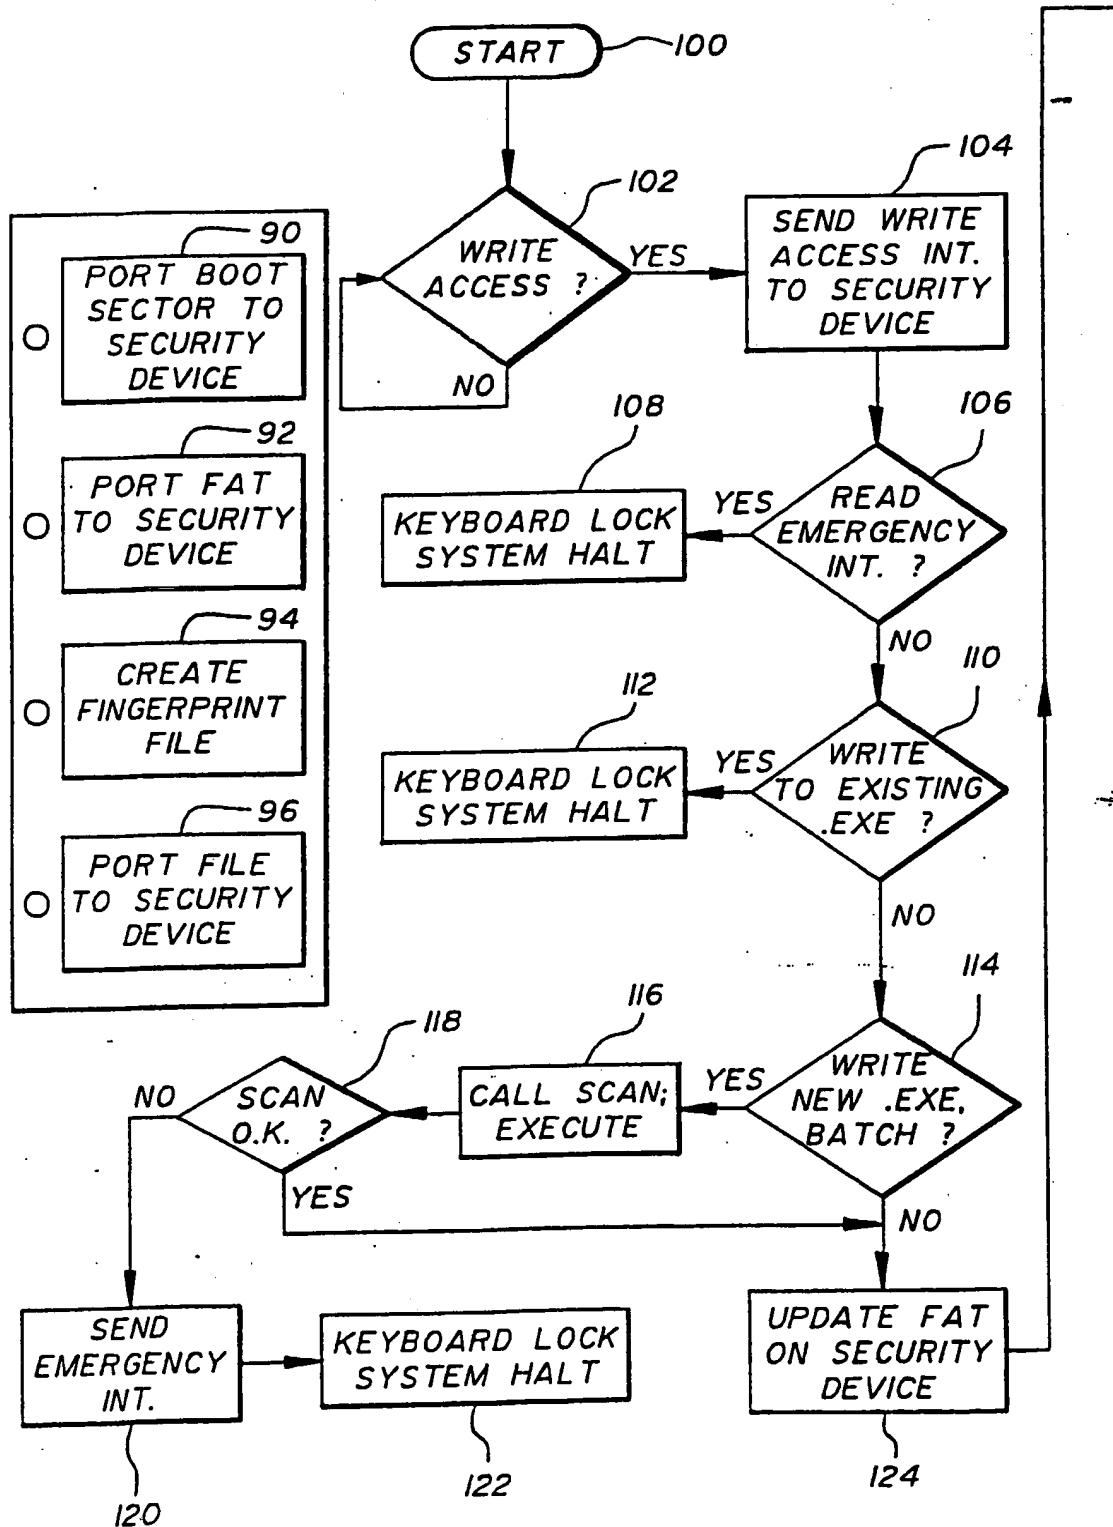 START
100
102
WRITE
ACCESS ?
YES
NO
104
SEND WRITE
ACCESS INT.
TO SECURITY
DEVICE
90
PORT BOOT
SECTOR TO
SECURITY
DEVICE
92
PORT FAT
TO SECURITY
DEVICE
94
CREATE
FINGERPRINT
FILE
96
PORT FILE
TO SECURITY
DEVICE
106
READ
EMERGENCY
INT. ?
YES
NO
108
KEYBOARD LOCK
SYSTEM HALT
110
WRITE
TO EXISTING
.EXE ?
YES
NO
112
KEYBOARD LOCK
SYSTEM HALT
114
WRITE
NEW .EXE,
BATCH ?
YES
NO
116
CALL SCAN;
EXECUTE
118
SCAN
O.K. ?
NO
YES
SEND
EMERGENCY
INT.
120
KEYBOARD LOCK
SYSTEM HALT
122
UPDATE FAT
ON SECURITY
DEVICE
124